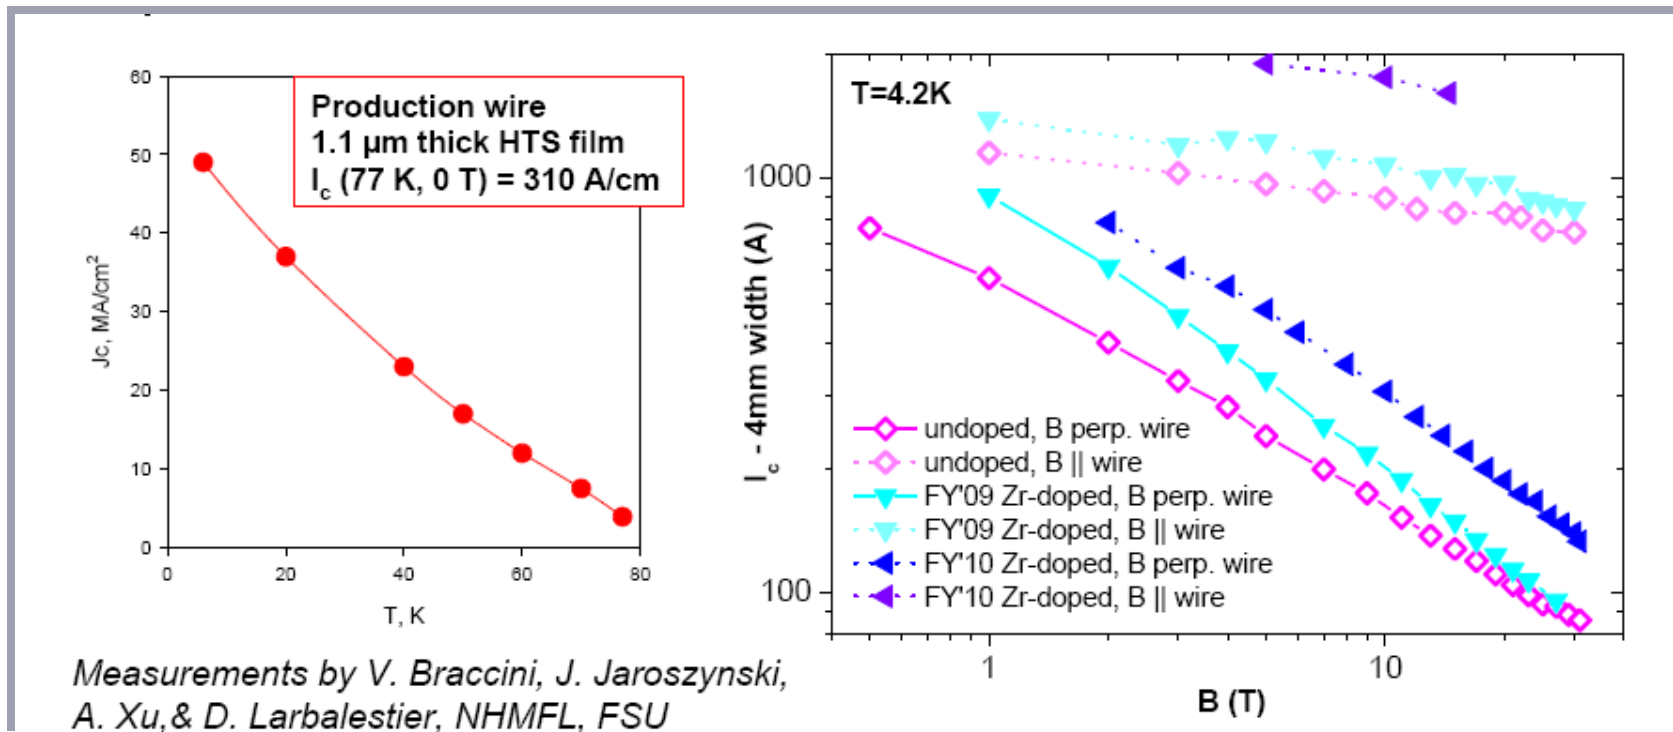 60
50
40
30
20
10
0
Jc, MA/cm2
0 20 40 60 80
T, K
Production wire
1.1 µm thick HTS film
Ic (77 K, 0 T) = 310 A/cm
Measurements by V. Braccini, J. Jaroszynski,
A. Xu,& D. Larbalestier, NHMFL, FSU
T=4.2K
1000
100
Ic - 4mm width (A)
undoped, B perp. wire
undoped, B || wire
FY'09 Zr-doped, B perp. wire
FY'09 Zr-doped, B || wire
FY'10 Zr-doped, B perp. wire
FY'10 Zr-doped, B || wire
1 10
B (T)